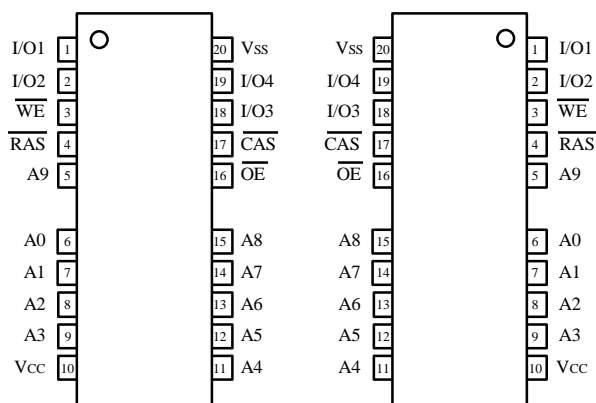 I/O1 1 20 Vss Vss 20 1 I/O1
I/O2 2 19 I/O4 I/O4 19 2 I/O2
WE 3 18 I/O3 I/O3 18 3 WE
RAS 4 17 CAS CAS 17 4 RAS
A9 5 16 OE OE 16 5 A9
A0 6 15 A8 A8 15 6 A0
A1 7 14 A7 A7 14 7 A1
A2 8 13 A6 A6 13 8 A2
A3 9 12 A5 A5 12 9 A3
Vcc 10 11 A4 A4 11 10 Vcc